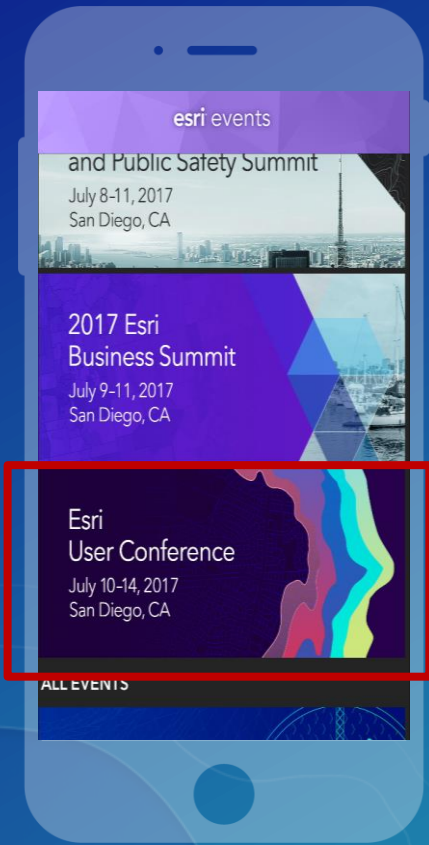 esri events
and Public Safety Summit
July 8-11, 2017
San Diego, CA
2017 Esri
Business Summit
July 9-11, 2017
San Diego, CA
Esri
User Conference
July 10-14, 2017
San Diego, CA
ALL EVENTS